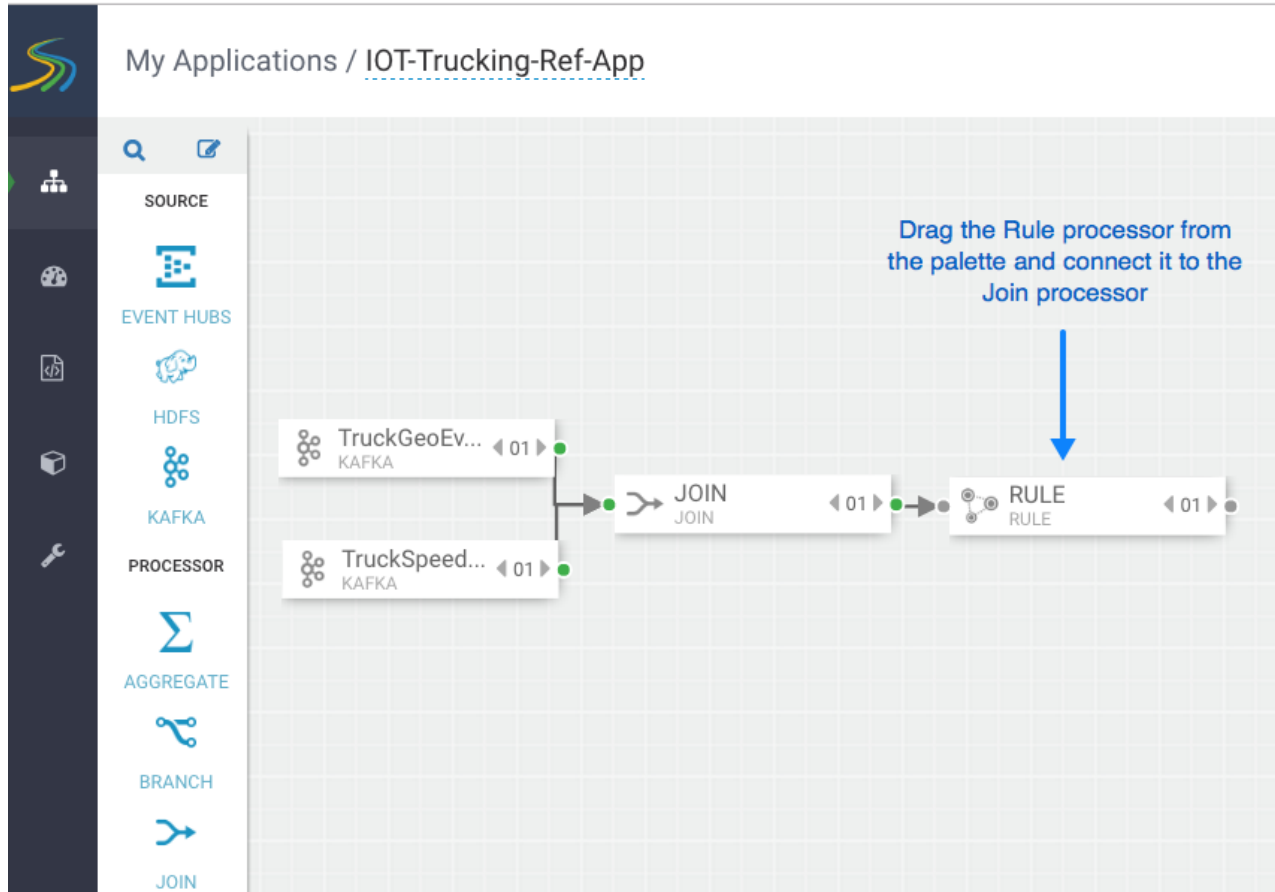 My Applications / IOT-Trucking-Ref-App
SOURCE
EVENT HUBS
HDFS
KAFKA
PROCESSOR
AGGREGATE
BRANCH
JOIN
Drag the Rule processor from
the palette and connect it to the
Join processor
TruckGeoEv... 01
KAFKA
TruckSpeed... 01
KAFKA
JOIN 01
JOIN
RULE 01
RULE